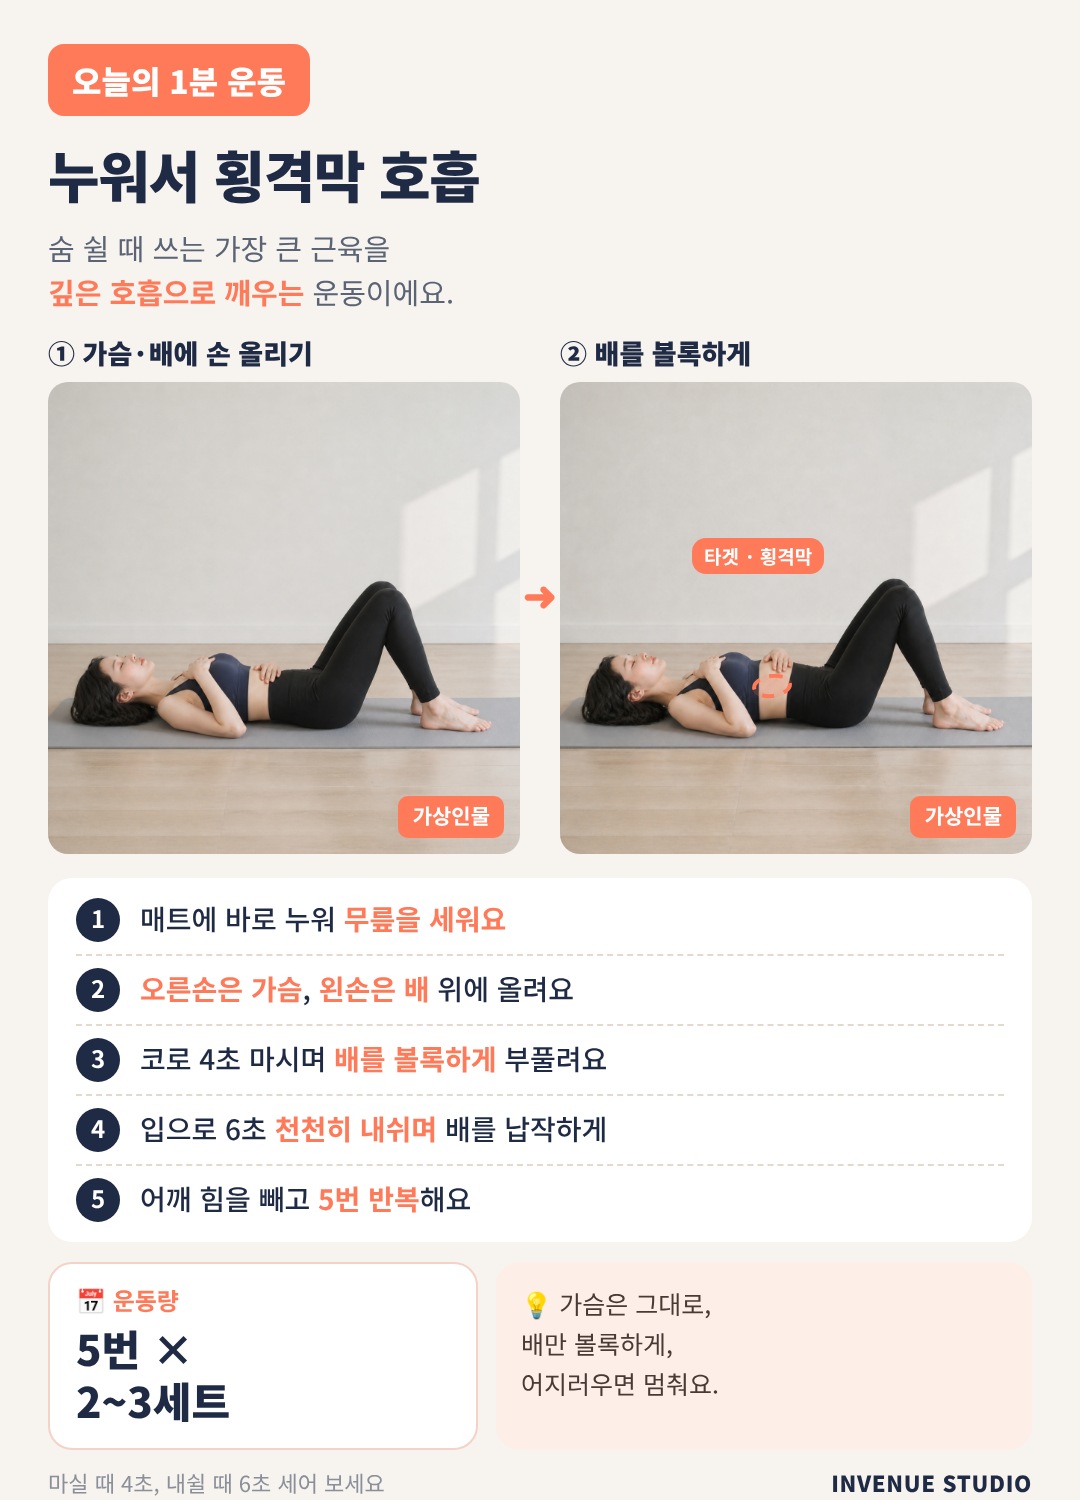 오늘의 1분 운동
누워서 횡격막 호흡
숨 쉴 때 쓰는 가장 큰 근육을
깊은 호흡으로 깨우는 운동이에요.
① 가슴·배에 손 올리기
② 배를 볼록하게
타겟 · 횡격막
➜
가상인물
가상인물
1 매트에 바로 누워 무릎을 세워요
2 오른손은 가슴, 왼손은 배 위에 올려요
3 코로 4초 마시며 배를 볼록하게 부풀려요
4 입으로 6초 천천히 내쉬며 배를 납작하게
5 어깨 힘을 빼고 5번 반복해요
📅 운동량
5번 ×
2~3세트
💡 가슴은 그대로,
배만 볼록하게,
어지러우면 멈춰요.
마실 때 4초, 내쉴 때 6초 세어 보세요
INVENUE STUDIO